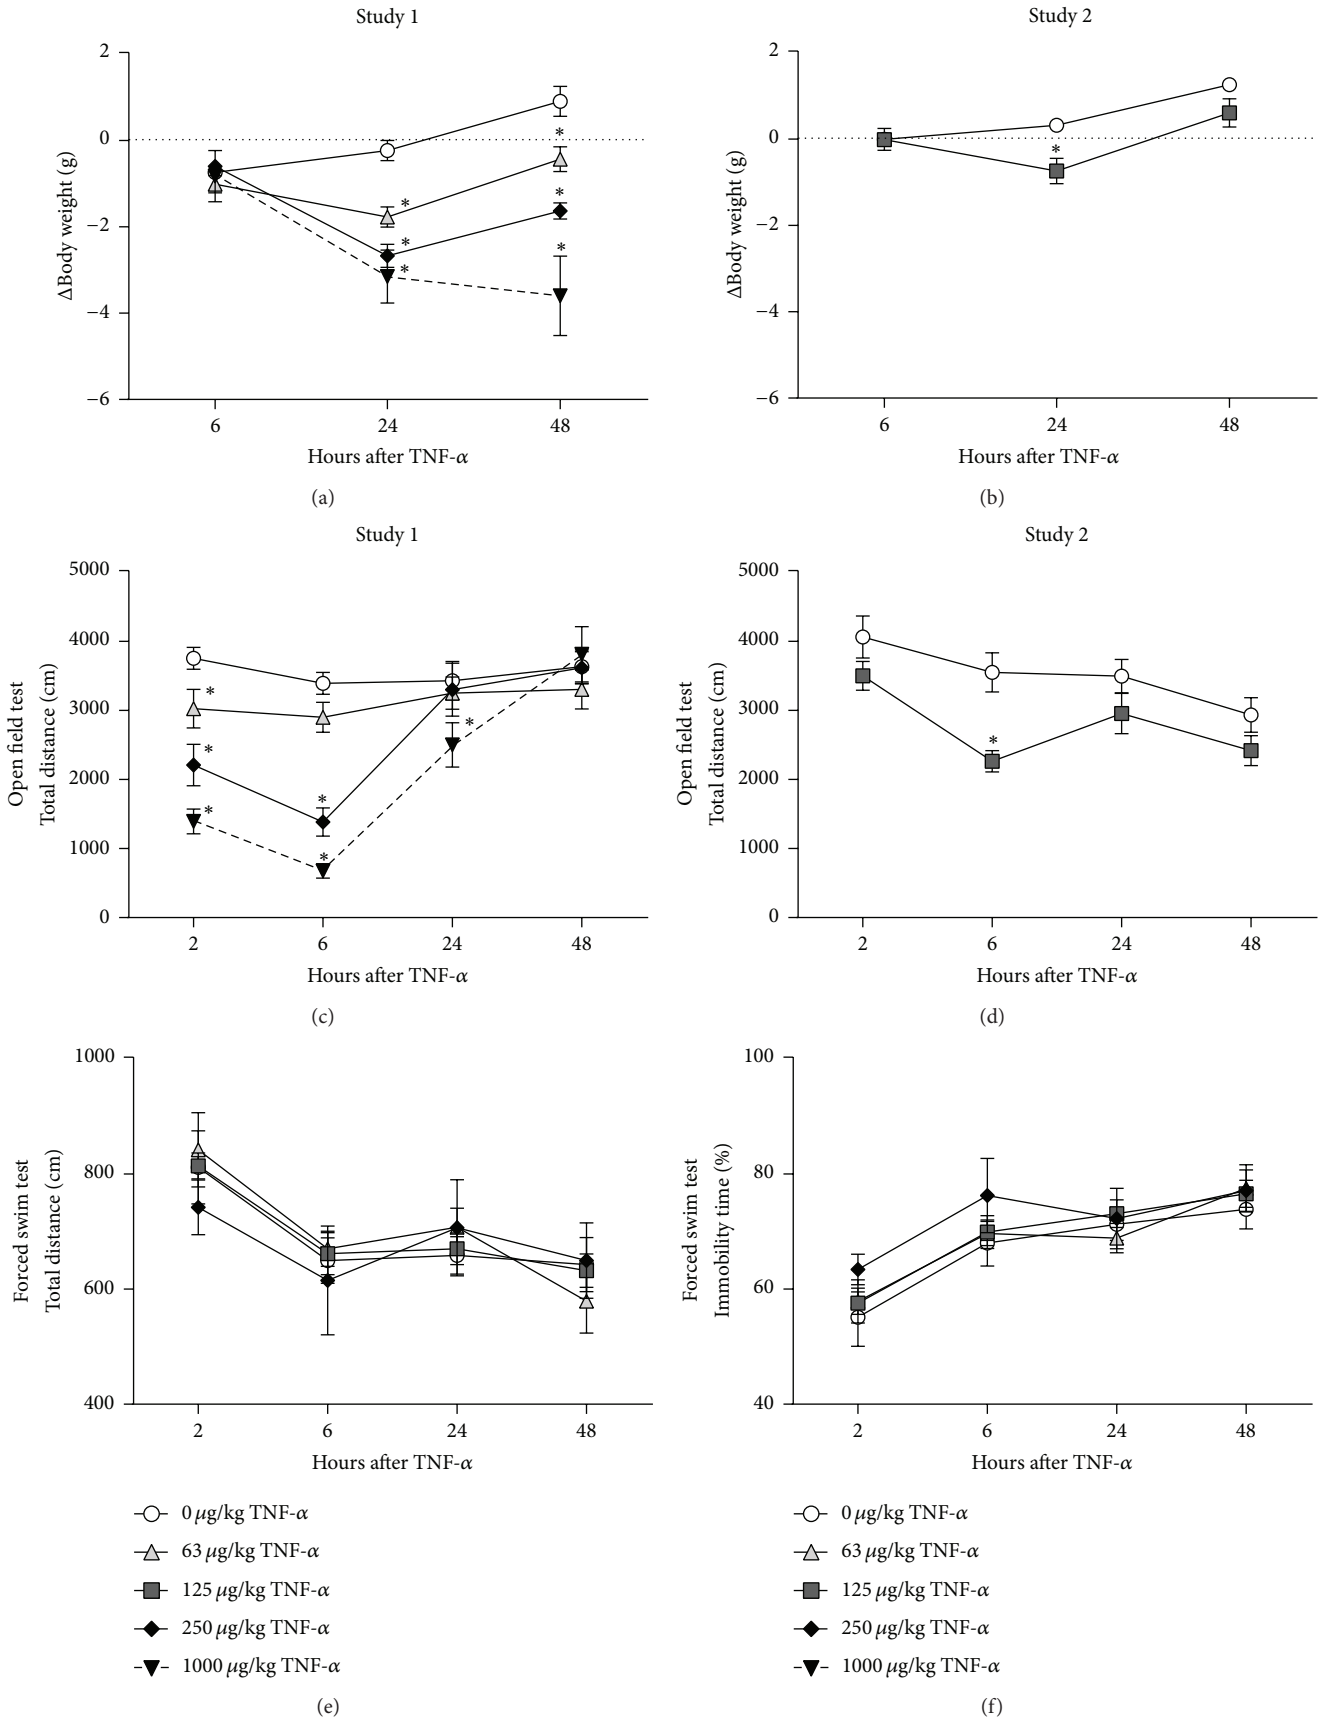 Study 1
2
0
−2
−4
−6
ΔBody weight (g)
*
*
*
*
*
*
6
24
48
Hours after TNF-α
(a)
Study 2
2
0
−2
−4
−6
ΔBody weight (g)
*
6
24
48
Hours after TNF-α
(b)
Study 1
5000
4000
3000
2000
1000
0
Open field test
Total distance (cm)
*
*
*
*
*
*
2
6
24
48
Hours after TNF-α
(c)
Study 2
5000
4000
3000
2000
1000
0
Open field test
Total distance (cm)
*
2
6
24
48
Hours after TNF-α
(d)
1000
800
600
400
Forced swim test
Total distance (cm)
2
6
24
48
Hours after TNF-α
0 μg/kg TNF-α
63 μg/kg TNF-α
125 μg/kg TNF-α
250 μg/kg TNF-α
1000 μg/kg TNF-α
(e)
100
80
60
40
Forced swim test
Immobility time (%)
2
6
24
48
Hours after TNF-α
0 μg/kg TNF-α
63 μg/kg TNF-α
125 μg/kg TNF-α
250 μg/kg TNF-α
1000 μg/kg TNF-α
(f)